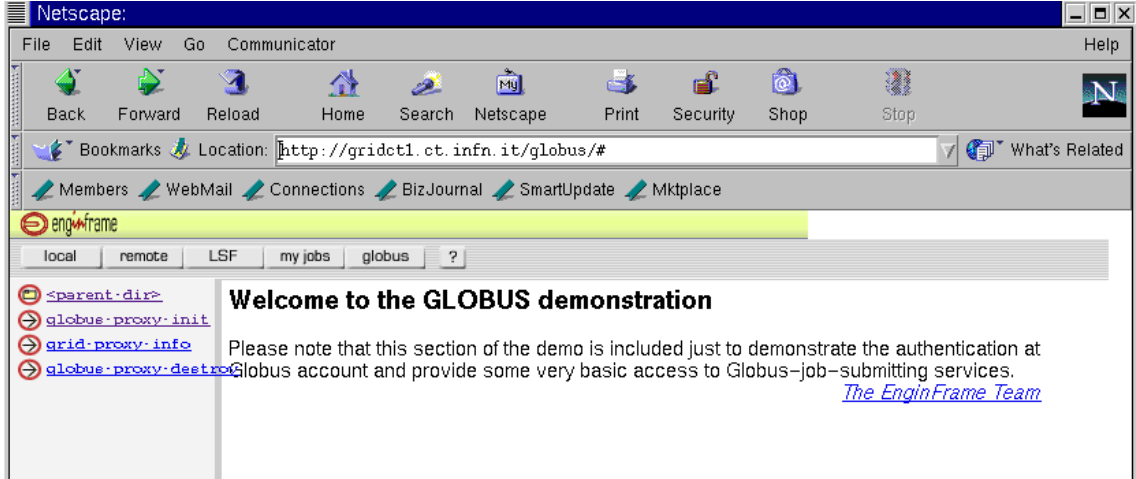 Netscape:
File Edit View Go Communicator Help
Back Forward Reload Home Search Netscape Print Security Shop Stop
My
N
Bookmarks Location: http://gridct1.ct.infn.it/globus/# What's Related
Members WebMail Connections BizJournal SmartUpdate Mktplace
enginframe
local remote LSF my jobs globus ?
<parent-dir>
globus-proxy-init
grid-proxy-info
globus-proxy-destroy
Welcome to the GLOBUS demonstration
Please note that this section of the demo is included just to demonstrate the authentication at
Globus account and provide some very basic access to Globus-job-submitting services.
The EnginFrame Team